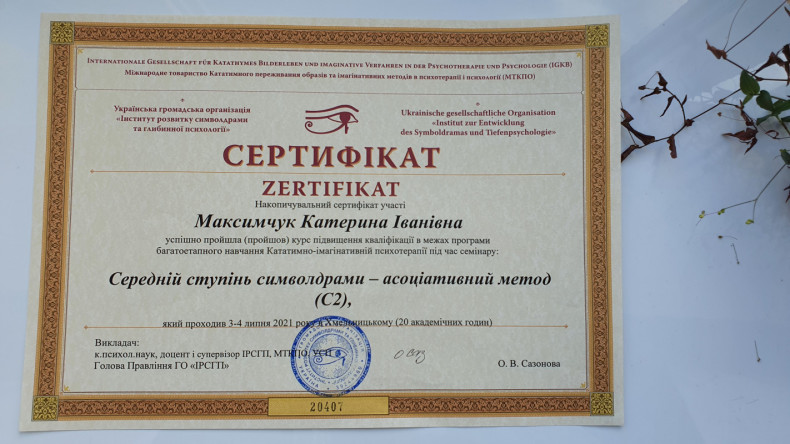 Internationale Gesellschaft für Katathymes Bilderleben und imaginative Verfahren in der Psychotherapie und Psychologie (IGKB)
Міжнародне товариство Кататимного переживання образів та імагінативних методів в психотерапії і психології (МТКПО)
Українська громадська організація
«Інститут розвитку символдрами
та глибинної психології»
Ukrainische gesellschaftliche Organisation
«Institut zur Entwicklung
des Symboldramas und Tiefenpsychologie»
СЕРТИФІКАТ
ZERTIFIKAT
Накопичувальний сертифікат участі
Максимчук Катерина Іванівна
успішно пройшла (пройшов) курс підвищення кваліфікації в межах програми
багатоетапного навчання Кататимно-імагінативній психотерапії під час семінару:
Середній ступінь символдрами – асоціативний метод
(С2),
який проходив 3-4 липня 2021 року в Хмельницькому (20 академічних годин)
Викладач:
к.психол.наук, доцент і супервізор ІРСГП, МТКПО,
Голова Правління ГО «ІРСГП»
О. В. Сазонова
20407